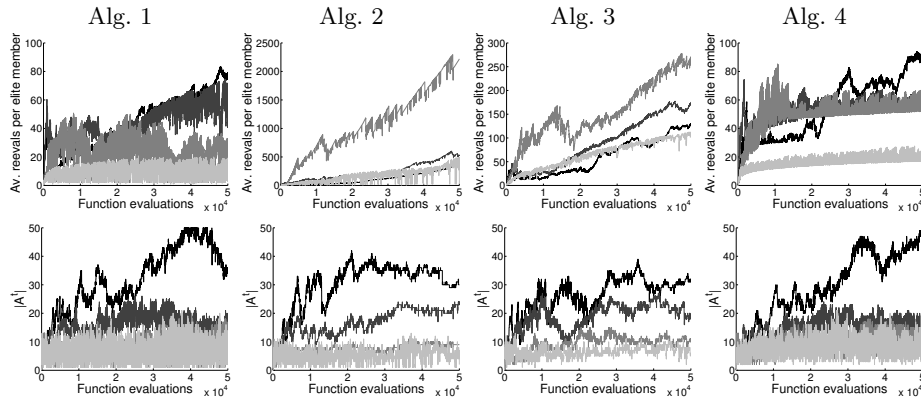 Alg. 1 Alg. 2 Alg. 3 Alg. 4
Av. reevals per elite member
100
80
60
40
20
0
0 1 2 3 4 5
Function evaluations
x 10^4
Av. reevals per elite member
2500
2000
1500
1000
500
0
0 1 2 3 4 5
Function evaluations
x 10^4
Av. reevals per elite member
300
250
200
150
100
50
0
0 1 2 3 4 5
Function evaluations
x 10^4
Av. reevals per elite member
100
80
60
40
20
0
0 1 2 3 4 5
Function evaluations
x 10^4
|A^t|
50
40
30
20
10
0
0 1 2 3 4 5
Function evaluations
x 10^4
|A^t|
50
40
30
20
10
0
0 1 2 3 4 5
Function evaluations
x 10^4
|A^t|
50
40
30
20
10
0
0 1 2 3 4 5
Function evaluations
x 10^4
|A^t|
50
40
30
20
10
0
0 1 2 3 4 5
Function evaluations
x 10^4